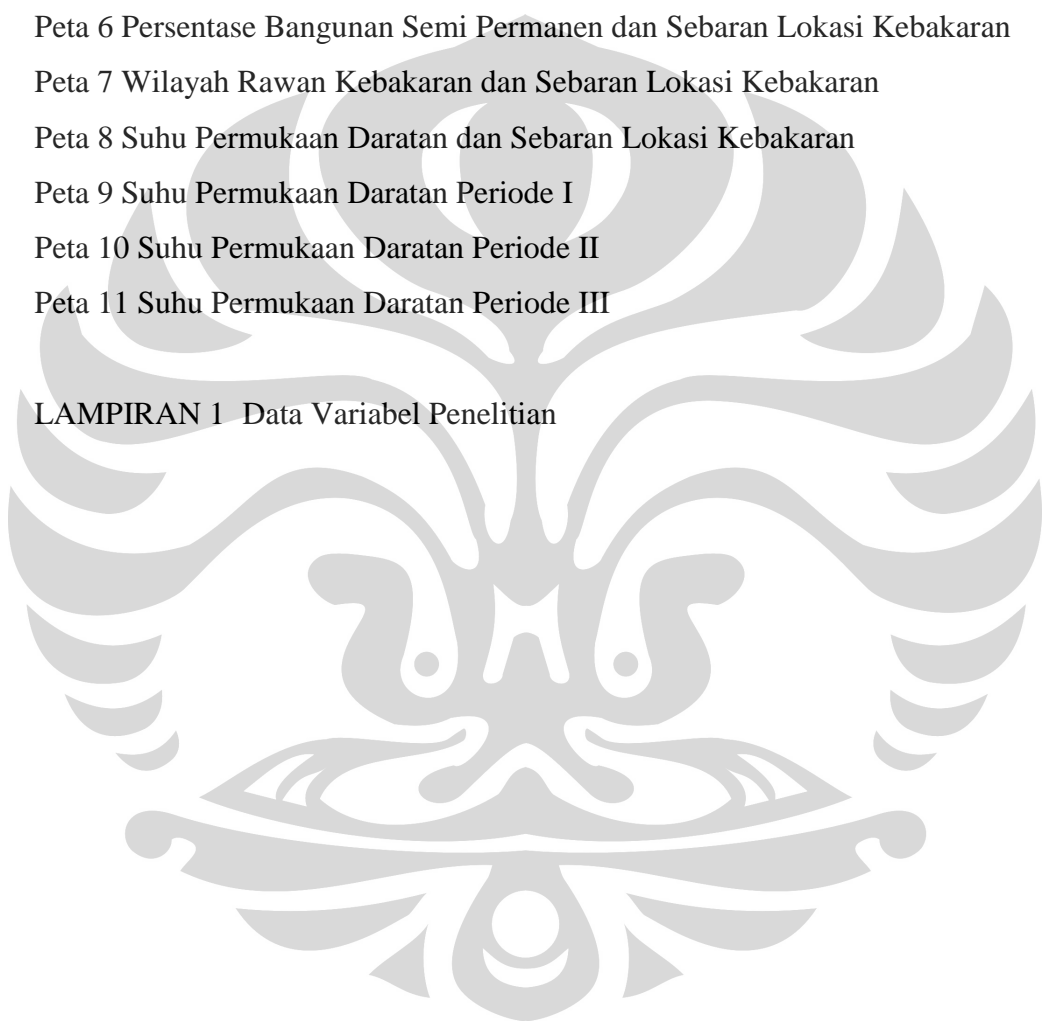 Peta 6 Persentase Bangunan Semi Permanen dan Sebaran Lokasi Kebakaran
Peta 7 Wilayah Rawan Kebakaran dan Sebaran Lokasi Kebakaran
Peta 8 Suhu Permukaan Daratan dan Sebaran Lokasi Kebakaran
Peta 9 Suhu Permukaan Daratan Periode I
Peta 10 Suhu Permukaan Daratan Periode II
Peta 11 Suhu Permukaan Daratan Periode III
LAMPIRAN 1 Data Variabel Penelitian